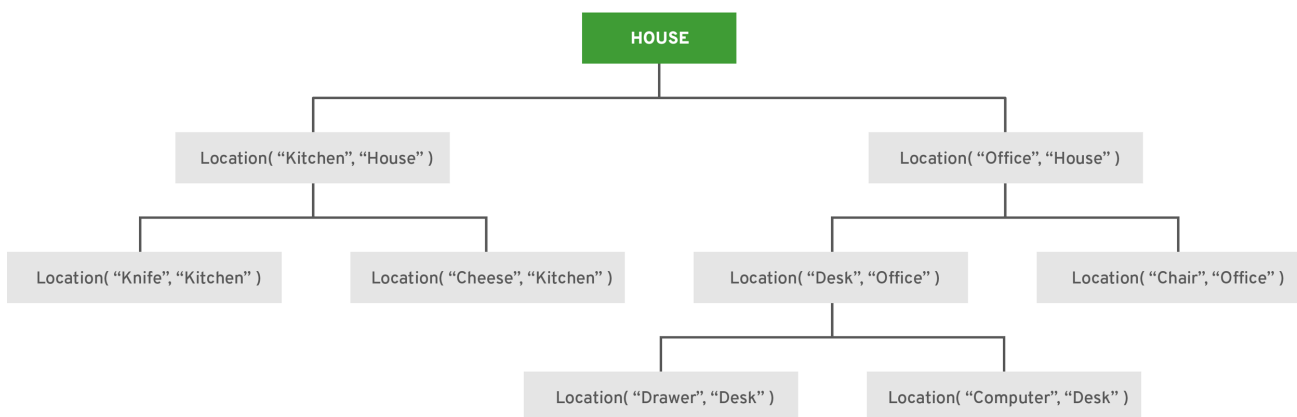 HOUSE
Location( “Kitchen”, “House” )
Location( “Office”, “House” )
Location( “Knife”, “Kitchen” )
Location( “Cheese”, “Kitchen” )
Location( “Desk”, “Office” )
Location( “Chair”, “Office” )
Location( “Drawer”, “Desk” )
Location( “Computer”, “Desk” )